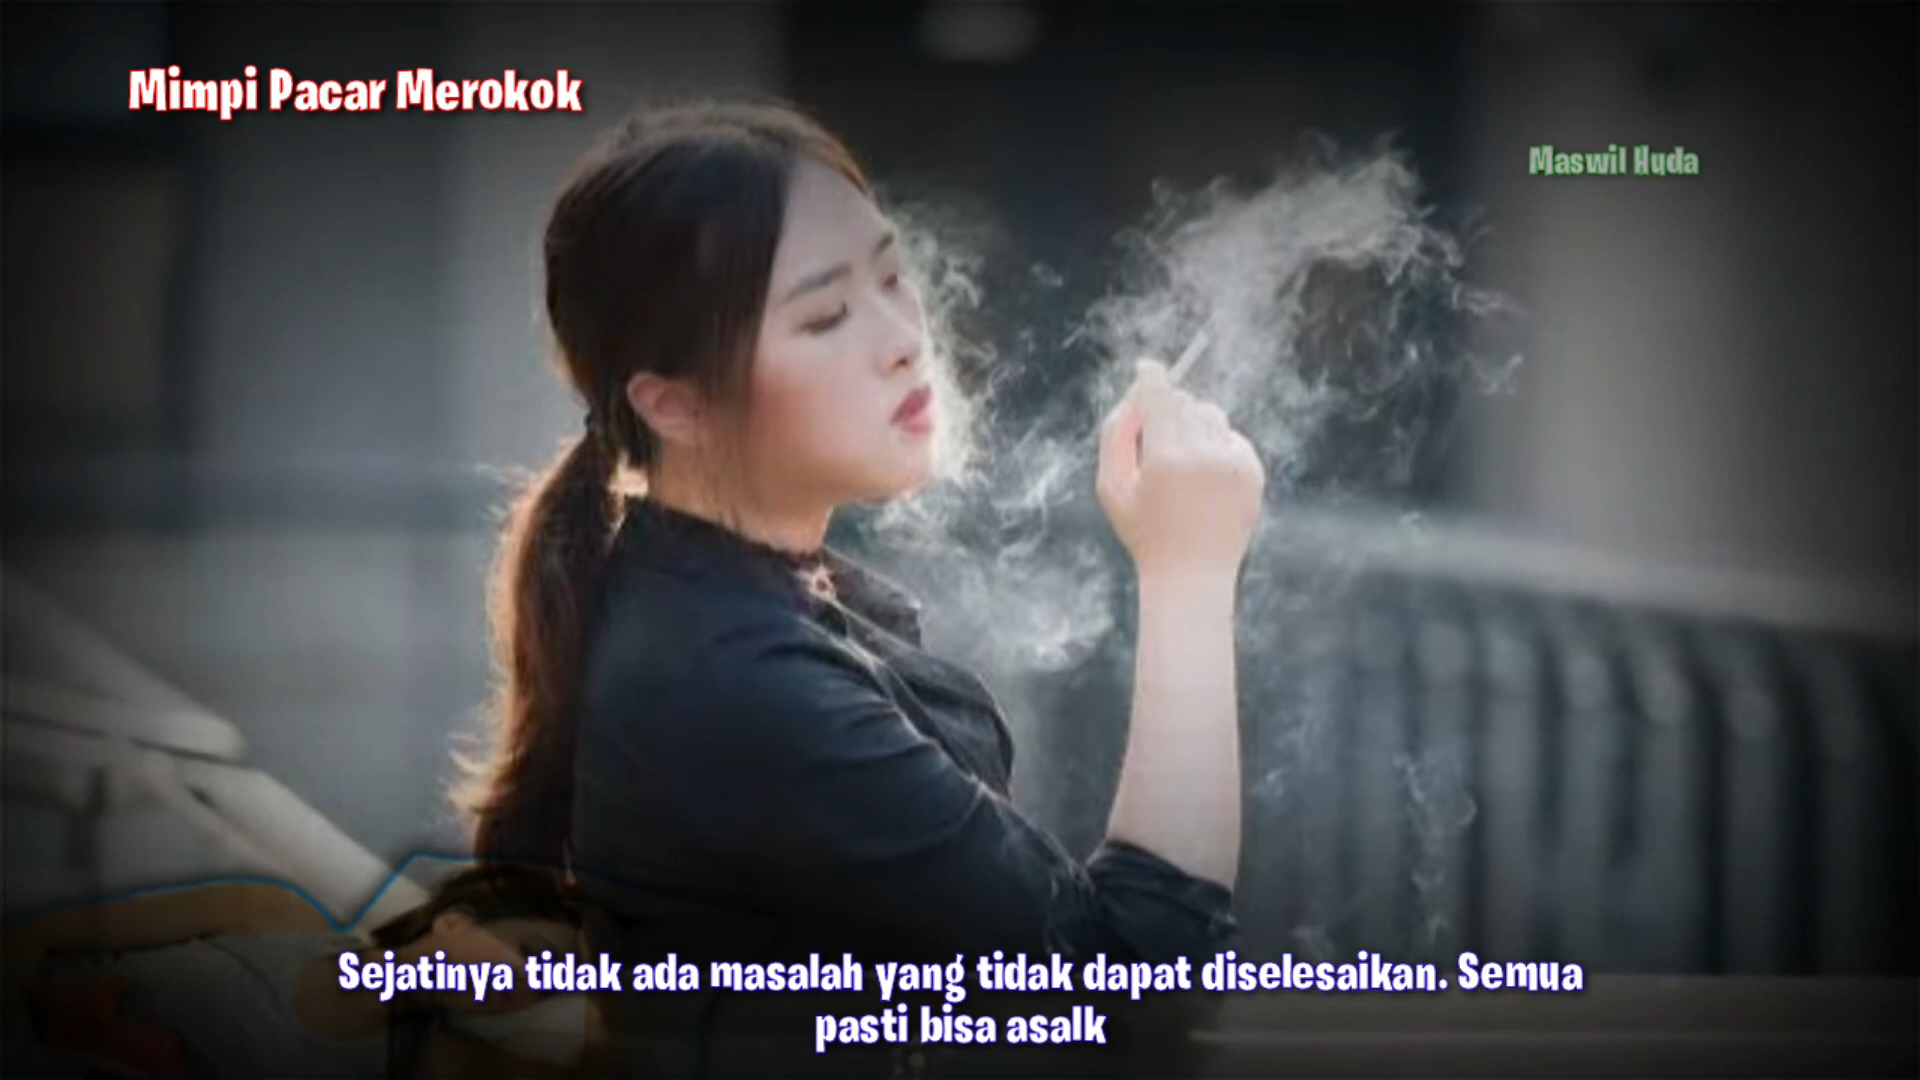 Mimpi Pacar Merokok
Maswil Huda
Sejatinya tidak ada masalah yang tidak dapat diselesaikan. Semua
pasti bisa asalk